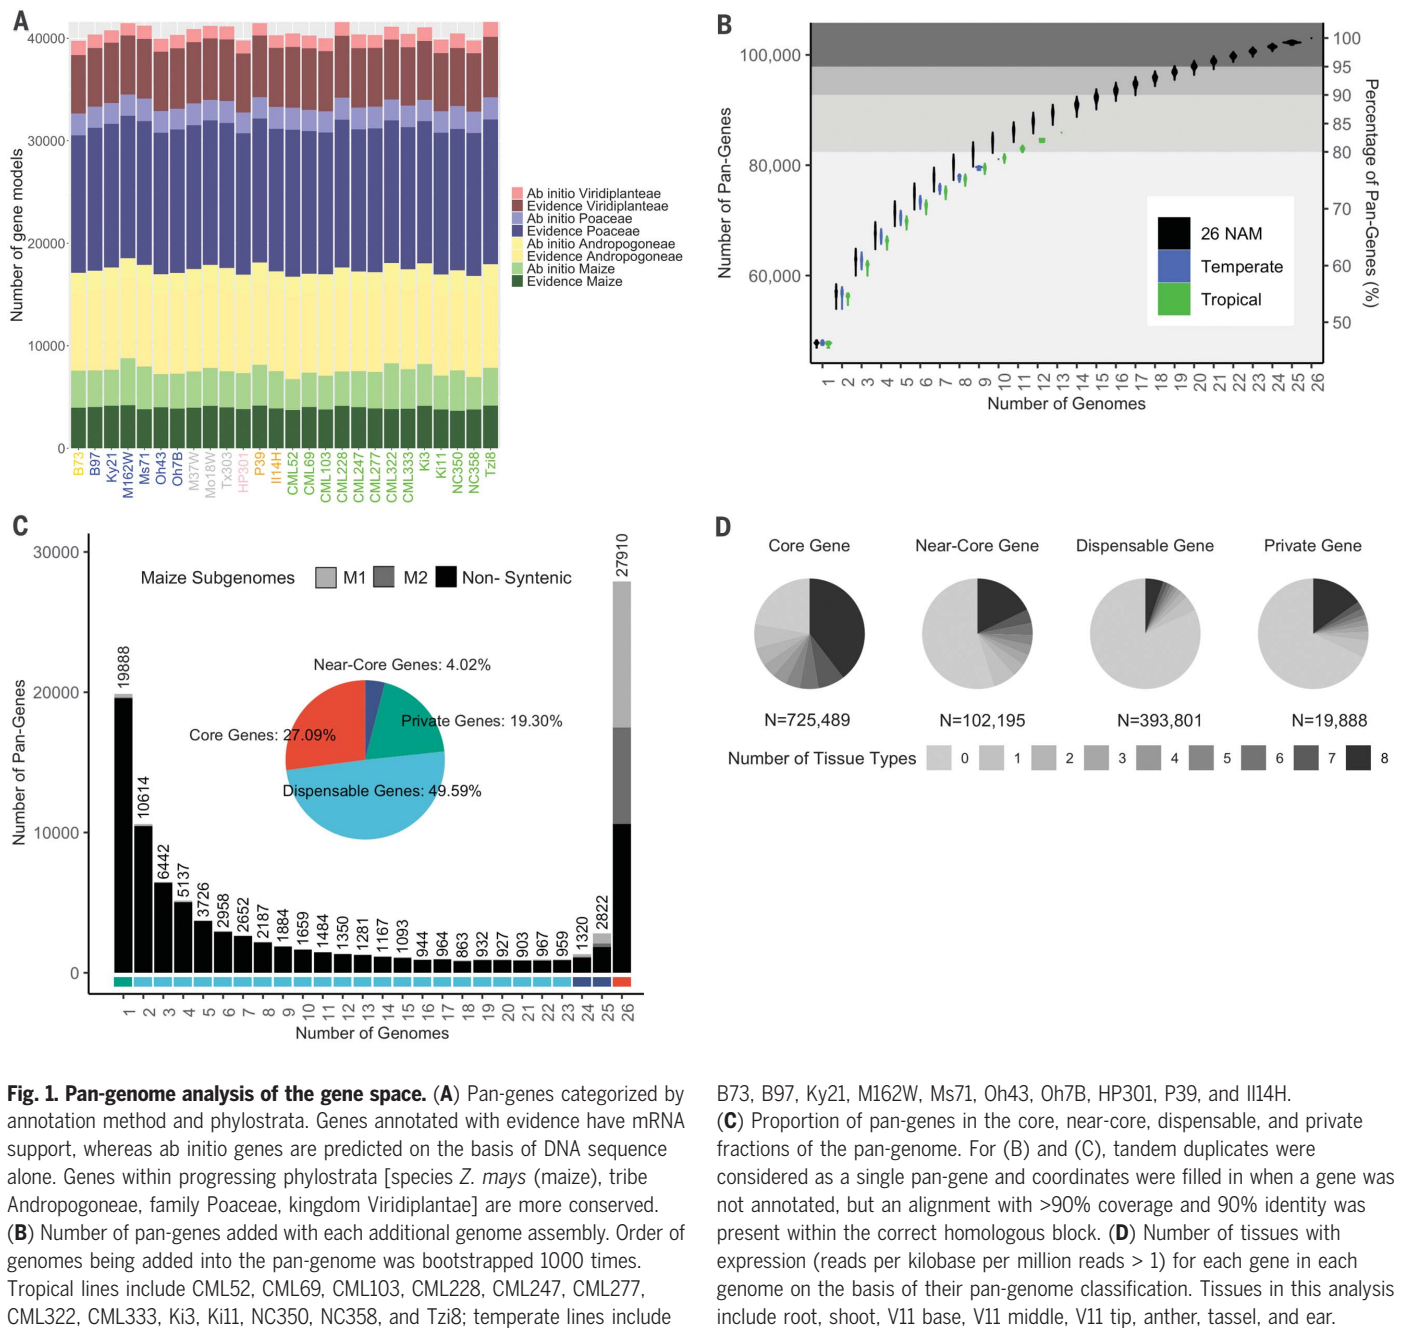 A
40000
30000
20000
10000
0
Number of gene models
B73
B97
Ky21
M162W
Ms71
Oh43
Oh7B
M37W
Mo18W
Tx303
HP301
P39
Il14H
CML52
CML69
CML103
CML228
CML247
CML277
CML322
CML333
Ki3
Ki11
NC350
NC358
Tzi8
Ab initio Viridiplanteae
Evidence Viridiplanteae
Ab initio Poaceae
Evidence Poaceae
Ab initio Andropogoneae
Evidence Andropogoneae
Ab initio Maize
Evidence Maize
B
100,000
80,000
60,000
Number of Pan-Genes
100
95
90
85
80
70
60
50
Percentage of Pan-Genes (%)
26 NAM
Temperate
Tropical
1 2 3 4 5 6 7 8 9 10 11 12 13 14 15 16 17 18 19 20 21 22 23 24 25 26
Number of Genomes
C
30000
20000
10000
0
Number of Pan-Genes
Maize Subgenomes M1 M2 Non- Syntenic
Near-Core Genes: 4.02%
Private Genes: 19.30%
Core Genes: 27.09%
Dispensable Genes: 49.59%
19888 10614 6442 5137 3726 2958 2652 2187 1884 1659 1484 1350 1281 1167 1093 944 964 863 932 927 903 967 959 1320 2822 27910
1 2 3 4 5 6 7 8 9 10 11 12 13 14 15 16 17 18 19 20 21 22 23 24 25 26
Number of Genomes
D
Core Gene Near-Core Gene Dispensable Gene Private Gene
N=725,489 N=102,195 N=393,801 N=19,888
Number of Tissue Types 0 1 2 3 4 5 6 7 8
Fig. 1. Pan-genome analysis of the gene space. (A) Pan-genes categorized by
annotation method and phylostrata. Genes annotated with evidence have mRNA
support, whereas ab initio genes are predicted on the basis of DNA sequence
alone. Genes within progressing phylostrata [species Z. mays (maize), tribe
Andropogoneae, family Poaceae, kingdom Viridiplantae] are more conserved.
(B) Number of pan-genes added with each additional genome assembly. Order of
genomes being added into the pan-genome was bootstrapped 1000 times.
Tropical lines include CML52, CML69, CML103, CML228, CML247, CML277,
CML322, CML333, Ki3, Ki11, NC350, NC358, and Tzi8; temperate lines include
B73, B97, Ky21, M162W, Ms71, Oh43, Oh7B, HP301, P39, and Il14H.
(C) Proportion of pan-genes in the core, near-core, dispensable, and private
fractions of the pan-genome. For (B) and (C), tandem duplicates were
considered as a single pan-gene and coordinates were filled in when a gene was
not annotated, but an alignment with >90% coverage and 90% identity was
present within the correct homologous block. (D) Number of tissues with
expression (reads per kilobase per million reads > 1) for each gene in each
genome on the basis of their pan-genome classification. Tissues in this analysis
include root, shoot, V11 base, V11 middle, V11 tip, anther, tassel, and ear.